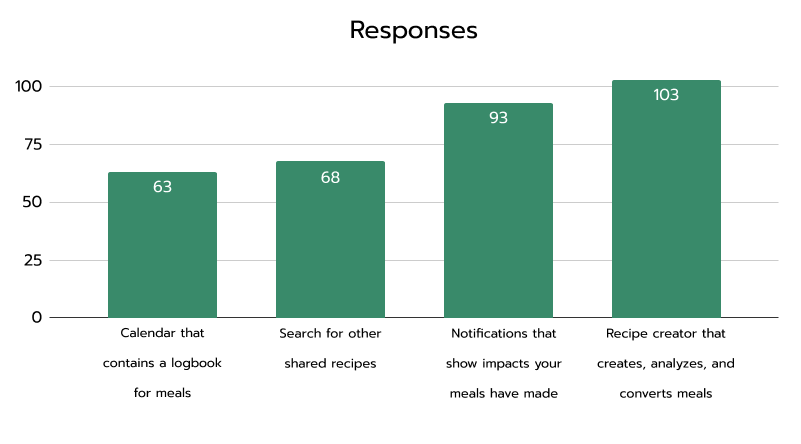 Responses
100
75
50
25
0
63
68
93
103
Calendar that
contains a logbook
for meals
Search for other
shared recipes
Notifications that
show impacts your
meals have made
Recipe creator that
creates, analyzes, and
converts meals